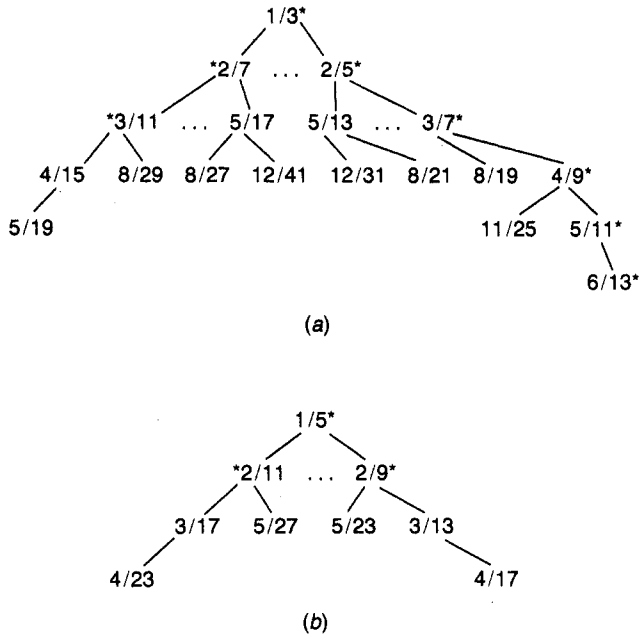 1/3*
*2/7 ... 2/5*
*3/11 ... 5/17 5/13 ... 3/7*
4/15 8/29 8/27 12/41 12/31 8/21 8/19 4/9*
5/19 11/25 5/11*
6/13*
(a)
1/5*
*2/11 ... 2/9*
3/17 5/27 5/23 3/13
4/23 4/17
(b)